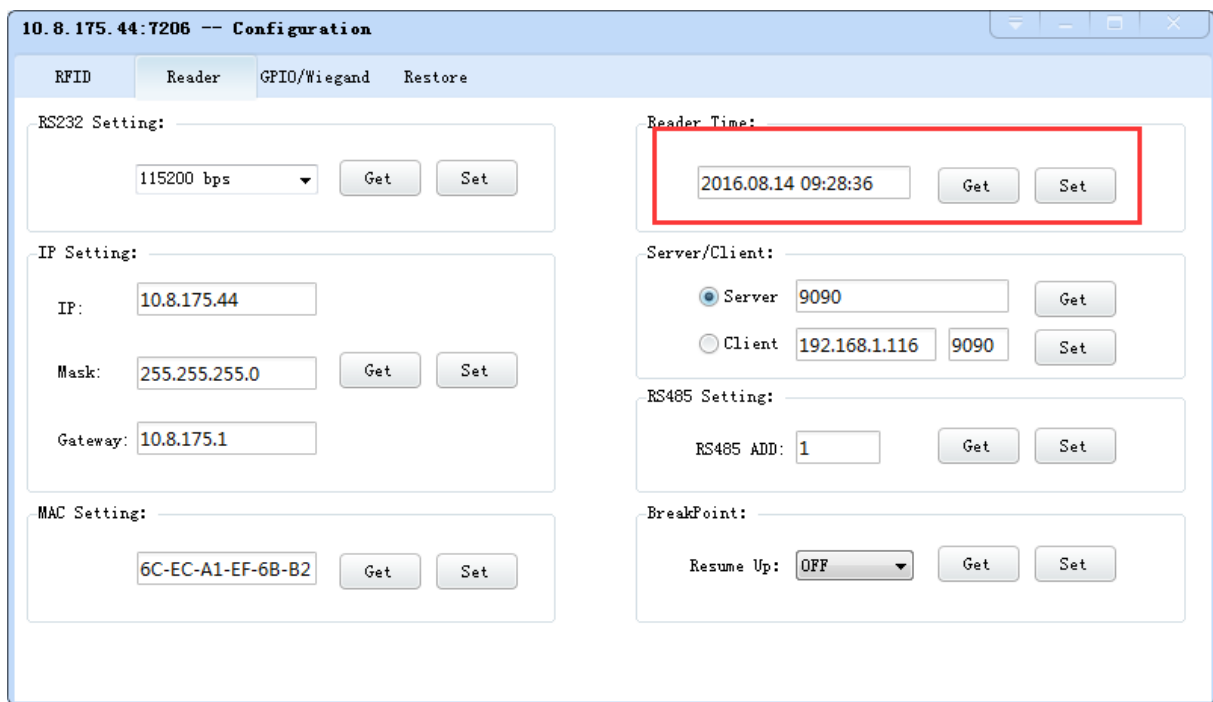 10.8.175.44:7206 -- Configuration
RFID Reader GPIO/Wiegand Restore
RS232 Setting:
115200 bps Get Set
IP Setting:
IP: 10.8.175.44
Mask: 255.255.255.0 Get Set
Gateway: 10.8.175.1
MAC Setting:
6C-EC-A1-EF-6B-B2 Get Set
Reader Time:
2016.08.14 09:28:36 Get Set
Server/Client:
Server 9090 Get
Client 192.168.1.116 9090 Set
RS485 Setting:
RS485 ADD: 1 Get Set
BreakPoint:
Resume Up: OFF Get Set